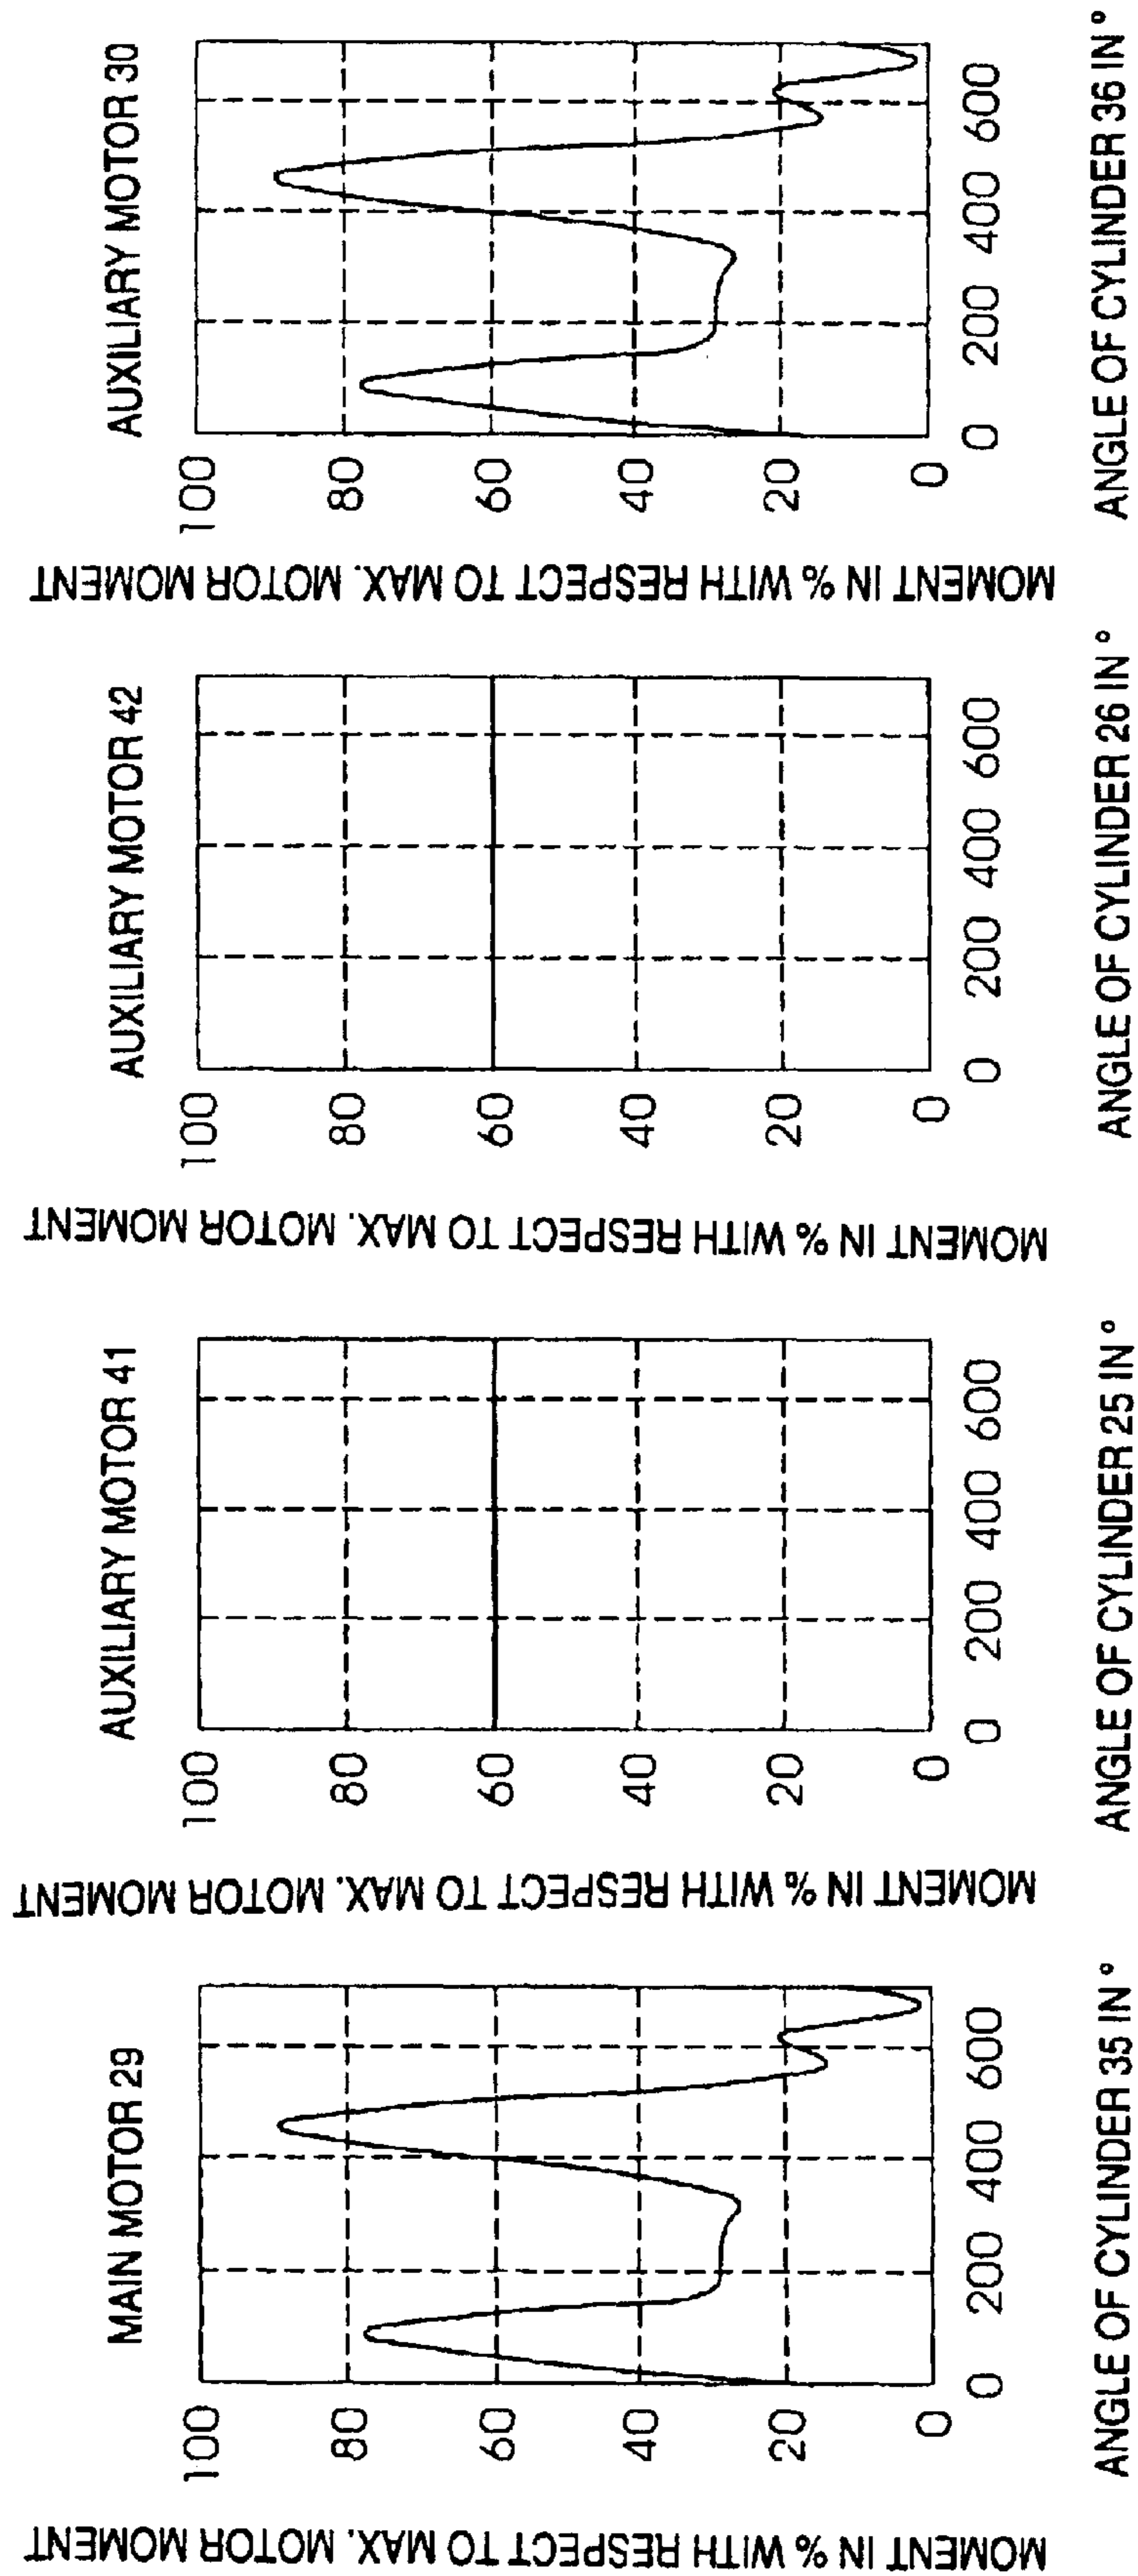 MAIN MOTOR 29
MOMENT IN % WITH RESPECT TO MAX. MOTOR MOMENT
100
80
60
40
20
0
0 200 400 600
ANGLE OF CYLINDER 35 IN °
AUXILIARY MOTOR 41
MOMENT IN % WITH RESPECT TO MAX. MOTOR MOMENT
100
80
60
40
20
0
0 200 400 600
ANGLE OF CYLINDER 25 IN °
AUXILIARY MOTOR 42
MOMENT IN % WITH RESPECT TO MAX. MOTOR MOMENT
100
80
60
40
20
0
0 200 400 600
ANGLE OF CYLINDER 26 IN °
AUXILIARY MOTOR 30
MOMENT IN % WITH RESPECT TO MAX. MOTOR MOMENT
100
80
60
40
20
0
0 200 400 600
ANGLE OF CYLINDER 36 IN °